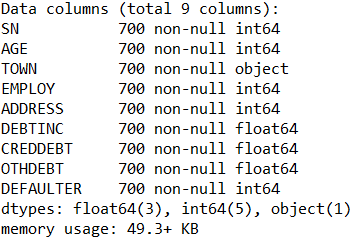 Data columns (total 9 columns):
SN 700 non-null int64
AGE 700 non-null int64
TOWN 700 non-null object
EMPLOY 700 non-null int64
ADDRESS 700 non-null int64
DEBTINC 700 non-null float64
CREDDEBT 700 non-null float64
OTHDEBT 700 non-null float64
DEFAULTER 700 non-null int64
dtypes: float64(3), int64(5), object(1)
memory usage: 49.3+ KB